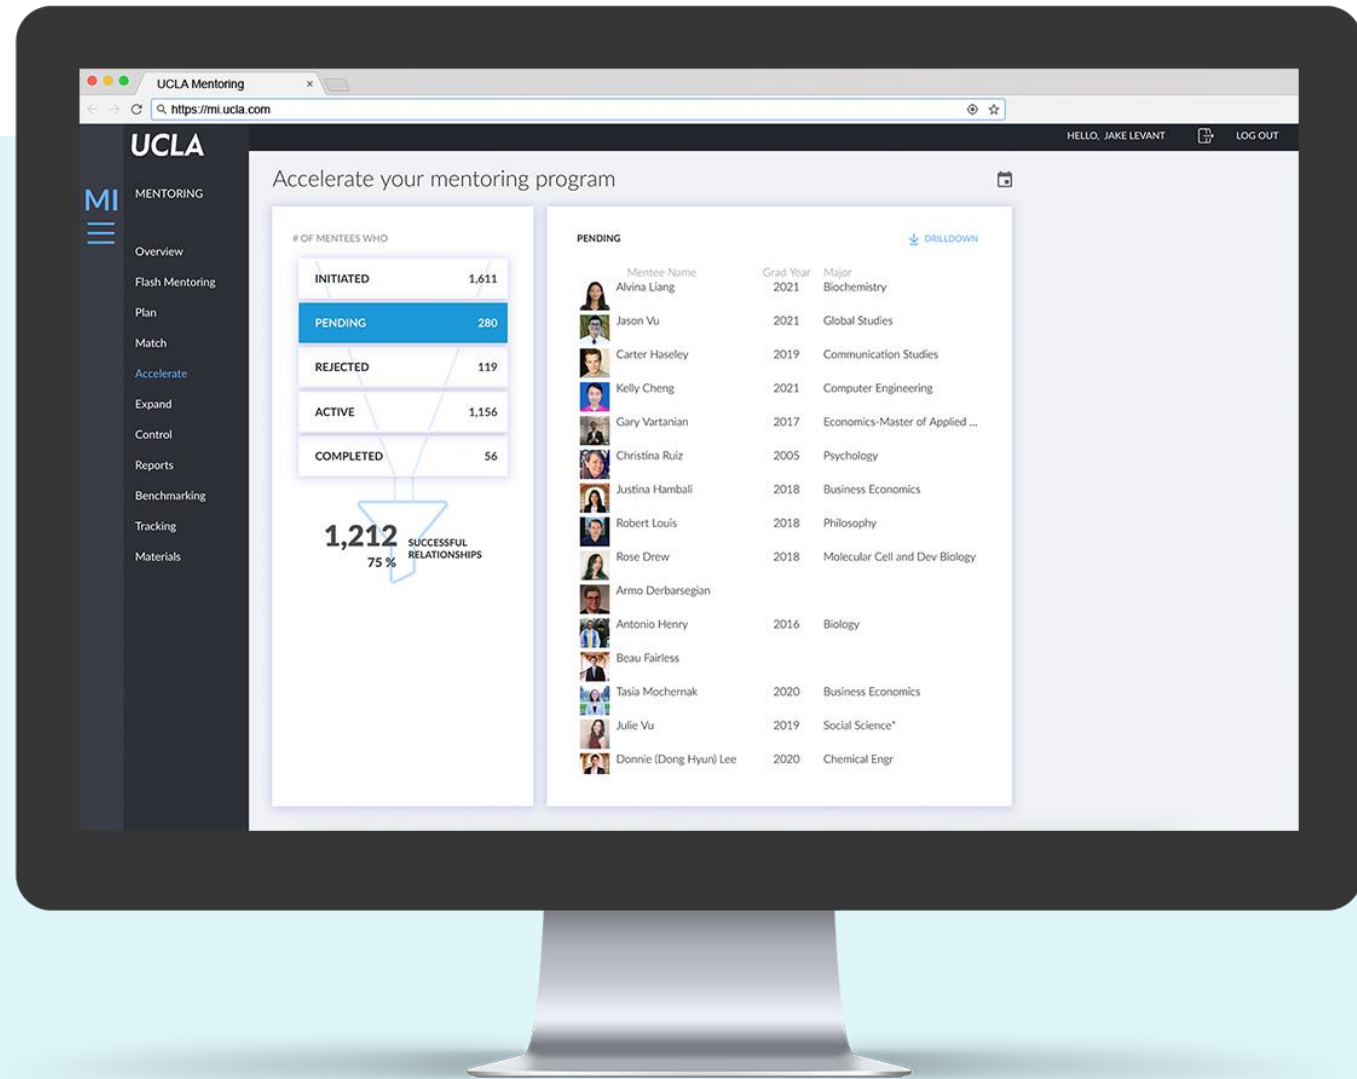 UCLA Mentoring
https://mi.ucla.com
UCLA
HELLO, JAKE LEVANT
LOG OUT
MI
MENTORING
Overview
Flash Mentoring
Plan
Match
Accelerate
Expand
Control
Reports
Benchmarking
Tracking
Materials
Accelerate your mentoring program
# OF MENTEES WHO
INITIATED 1,611
PENDING 280
REJECTED 119
ACTIVE 1,156
COMPLETED 56
1,212 SUCCESSFUL
75 % RELATIONSHIPS
PENDING
DRILLDOWN
Mentee Name Grad Year Major
Alvina Liang 2021 Biochemistry
Jason Vu 2021 Global Studies
Carter Haseley 2019 Communication Studies
Kelly Cheng 2021 Computer Engineering
Gary Vartanian 2017 Economics-Master of Applied ...
Christina Ruiz 2005 Psychology
Justina Hambali 2018 Business Economics
Robert Louis 2018 Philosophy
Rose Drew 2018 Molecular Cell and Dev Biology
Armo Derbarsegian
Antonio Henry 2016 Biology
Beau Fairless
Tasia Mochernak 2020 Business Economics
Julie Vu 2019 Social Science*
Donnie (Dong Hyun) Lee 2020 Chemical Engr